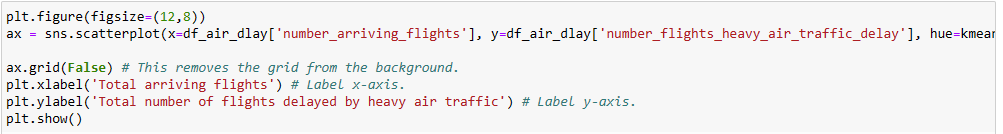 plt.figure(figsize=(12,8))
ax = sns.scatterplot(x=df_air_dlay['number_arriving_flights'], y=df_air_dlay['number_flights_heavy_air_traffic_delay'], hue=kmear
ax.grid(False) # This removes the grid from the background.
plt.xlabel('Total arriving flights') # Label x-axis.
plt.ylabel('Total number of flights delayed by heavy air traffic') # Label y-axis.
plt.show()